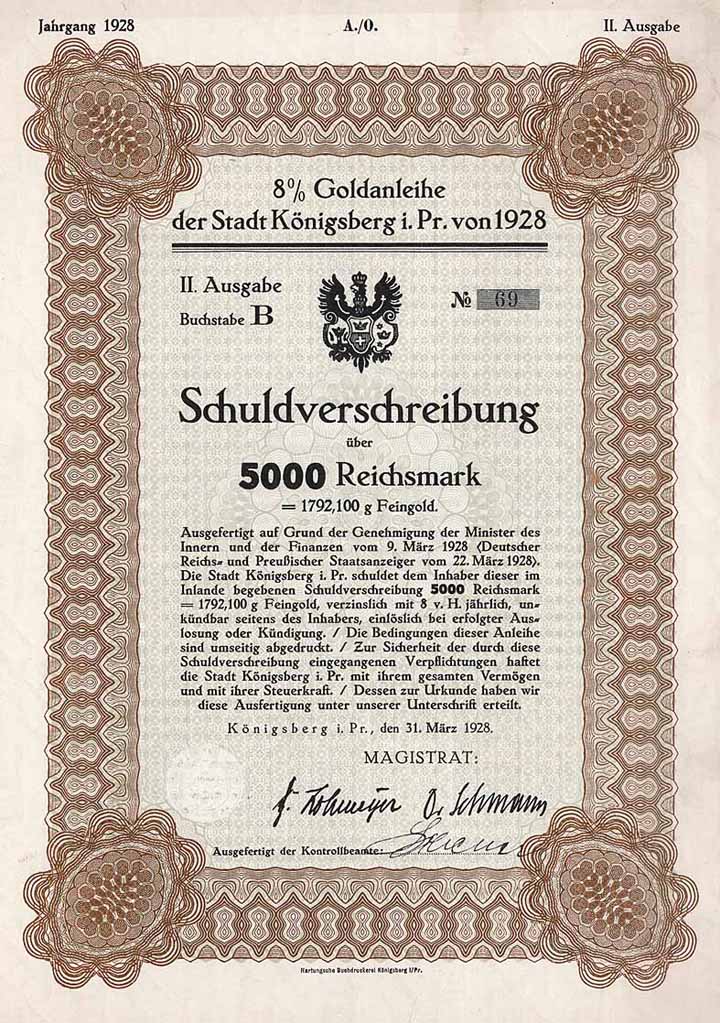 Jahrgang 1928 A./O. II. Ausgabe
8% Goldanleihe
der Stadt Königsberg i. Pr. von 1928
II. Ausgabe
Buchstabe B
No 69
Schuldverschreibung
über
5000 Reichsmark
= 1792,100 g Feingold.
Ausgefertigt auf Grund der Genehmigung der Minister des
Innern und der Finanzen vom 9. März 1928 (Deutscher
Reichs- und Preußischer Staatsanzeiger vom 22. März 1928).
Die Stadt Königsberg i. Pr. schuldet dem Inhaber dieser im
Inlande begebenen Schuldverschreibung 5000 Reichsmark
= 1792,100 g Feingold, verzinslich mit 8 v. H. jährlich, un-
kündbar seitens des Inhabers, einlöslich bei erfolgter Aus-
losung oder Kündigung. / Die Bedingungen dieser Anleihe
sind umseitig abgedruckt. / Zur Sicherheit der durch diese
Schuldverschreibung eingegangenen Verpflichtungen haftet
die Stadt Königsberg i. Pr. mit ihrem gesamten Vermögen
und mit ihrer Steuerkraft. / Dessen zur Urkunde haben wir
diese Ausfertigung unter unserer Unterschrift erteilt.
Königsberg i. Pr., den 31. März 1928.
MAGISTRAT:
Lohmeyer
Ausgefertigt der Kontrollbeamte:
Hartungsche Buchdruckerei Königsberg i/Pr.